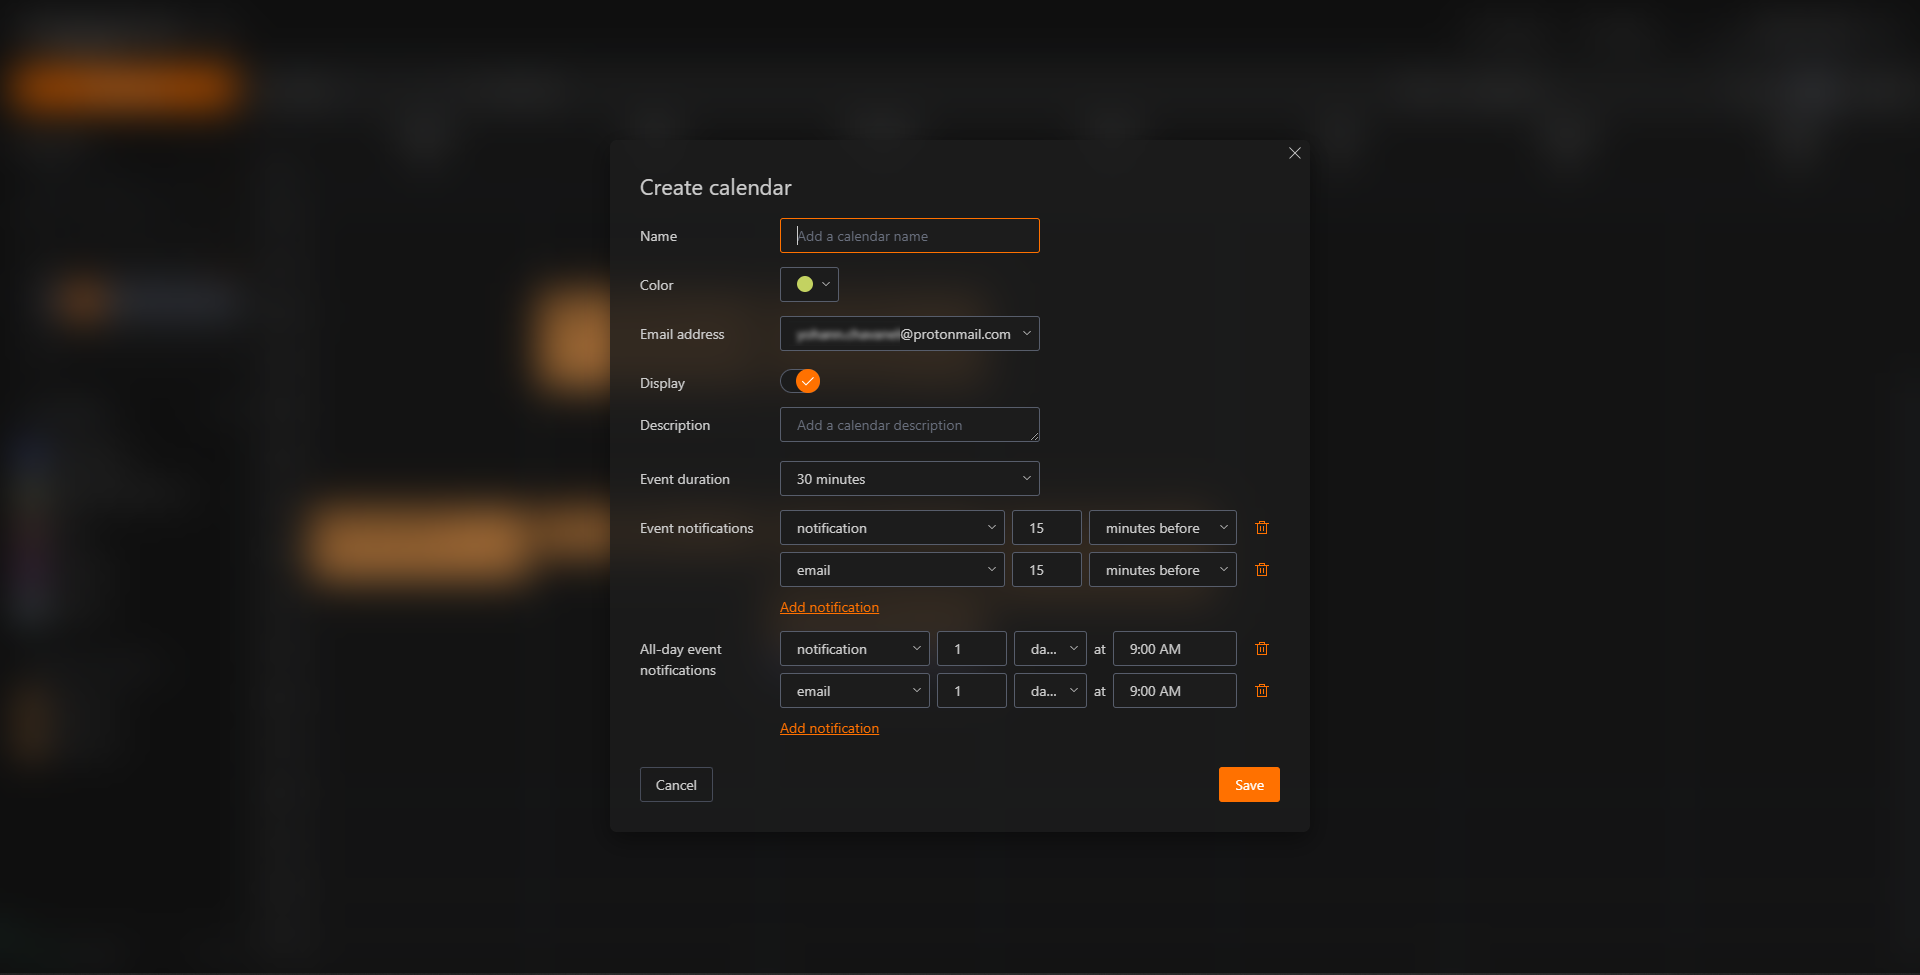 Create calendar
Name
Add a calendar name
Color
Email address
@protonmail.com
Display
Description
Add a calendar description
Event duration
30 minutes
Event notifications
notification 15 minutes before
email 15 minutes before
Add notification
All-day event
notifications
notification 1 da... at 9:00 AM
email 1 da... at 9:00 AM
Add notification
Cancel
Save